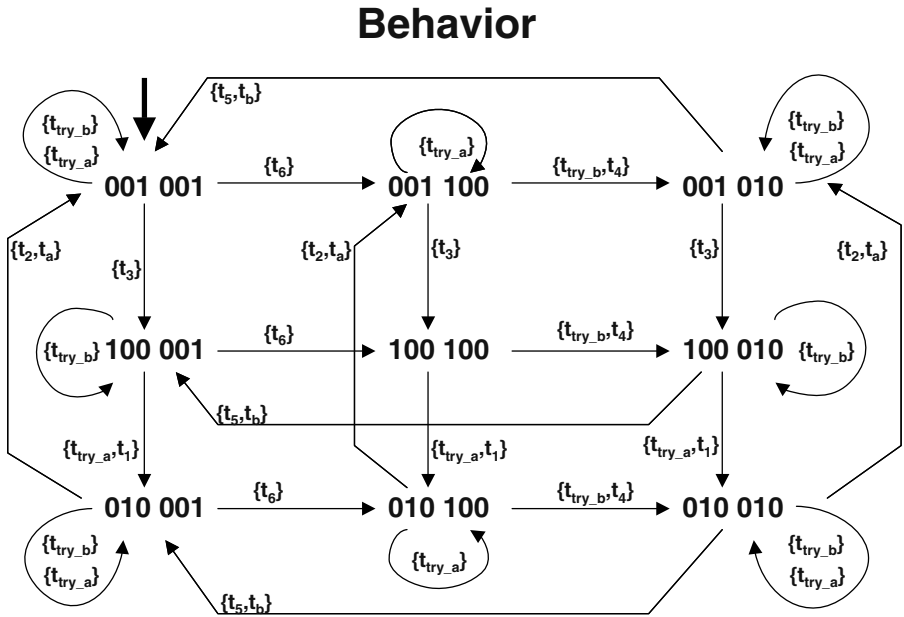 Behavior
{t5,tb}
{ttry_b}
{ttry_a}
{ttry_a}
{ttry_b}
{ttry_a}
001 001
{t6}
001 100
{ttry_b,t4}
001 010
{t2,ta}
{t3}
{t2,ta}
{t3}
{t3}
{t2,ta}
{ttry_b}
100 001
{t6}
100 100
{ttry_b,t4}
100 010
{ttry_b}
{t5,tb}
{ttry_a,t1}
{ttry_a,t1}
{ttry_a,t1}
010 001
{t6}
010 100
{ttry_b,t4}
010 010
{ttry_b}
{ttry_a}
{ttry_a}
{ttry_b}
{ttry_a}
{t5,tb}